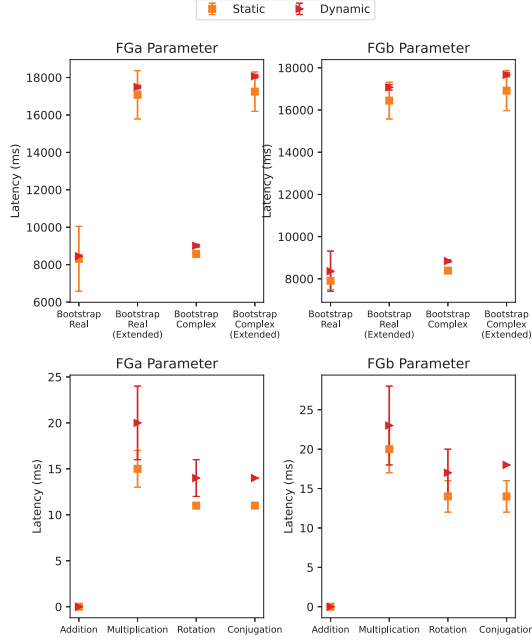 Static Dynamic
FGa Parameter
Latency (ms)
18000
16000
14000
12000
10000
8000
6000
Bootstrap Real
Bootstrap Real (Extended)
Bootstrap Complex
Bootstrap Complex (Extended)
FGb Parameter
Latency (ms)
18000
16000
14000
12000
10000
8000
Bootstrap Real
Bootstrap Real (Extended)
Bootstrap Complex
Bootstrap Complex (Extended)
FGa Parameter
Latency (ms)
25
20
15
10
5
0
Addition Multiplication Rotation Conjugation
FGb Parameter
Latency (ms)
25
20
15
10
5
0
Addition Multiplication Rotation Conjugation